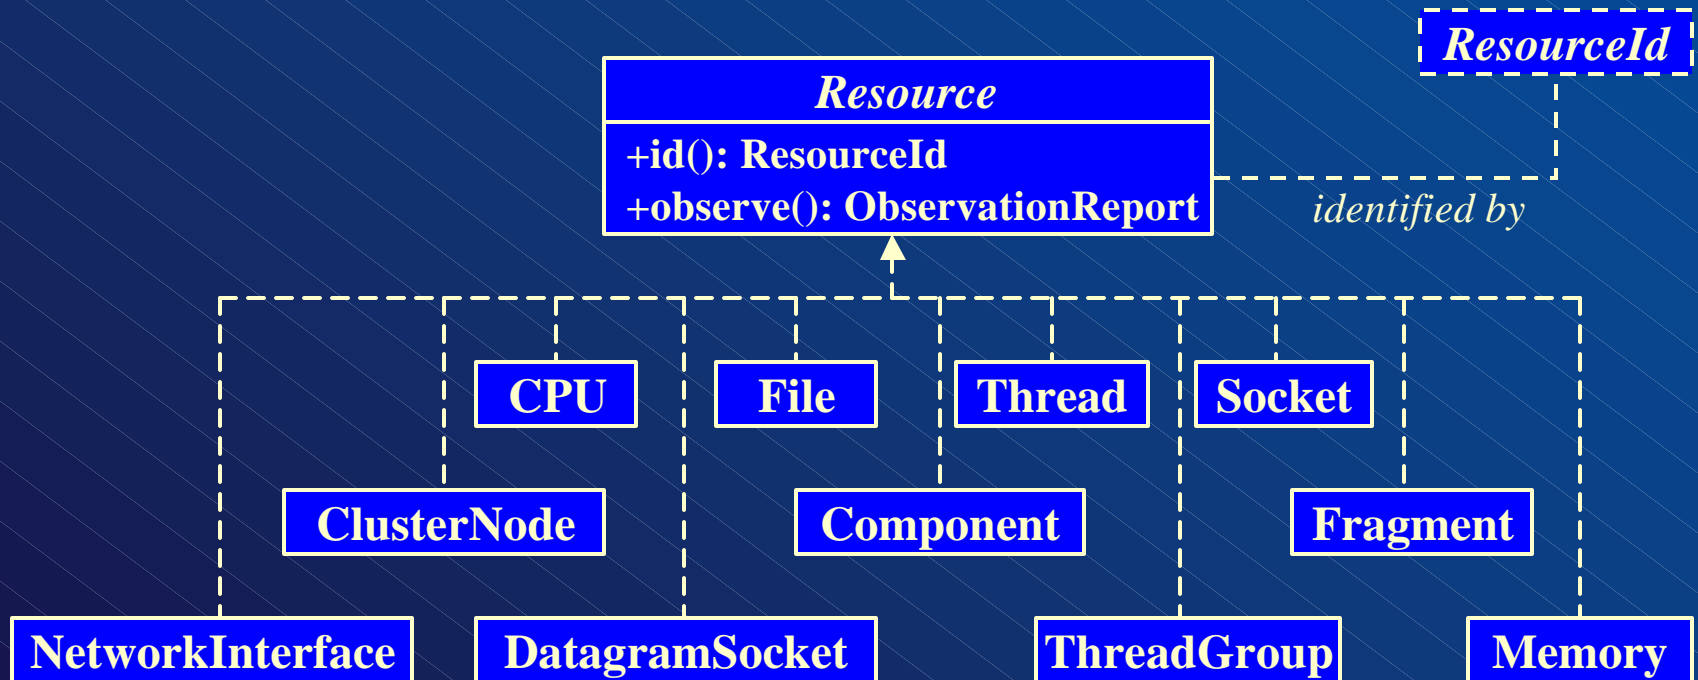 ResourceId
Resource
+id(): ResourceId
+observe(): ObservationReport
identified by
CPU
File
Thread
Socket
ClusterNode
Component
Fragment
NetworkInterface
DatagramSocket
ThreadGroup
Memory